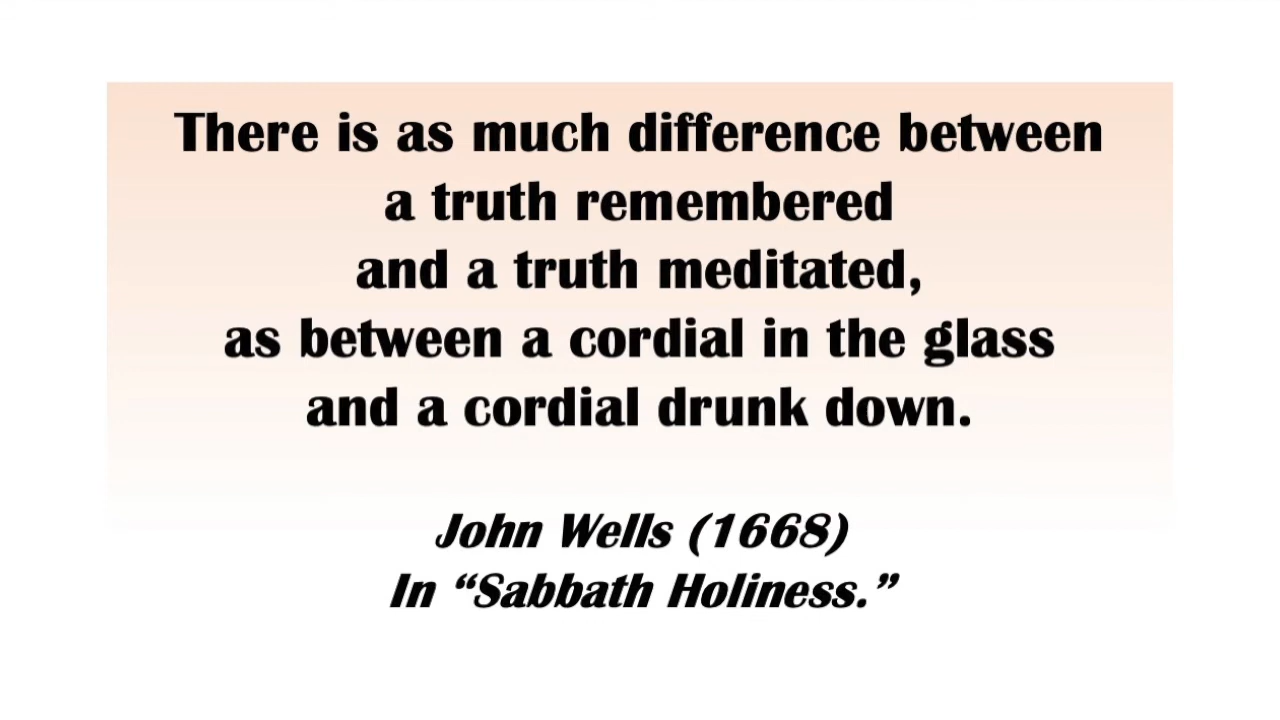 There is as much difference between
a truth remembered
and a truth meditated,
as between a cordial in the glass
and a cordial drunk down.
John Wells (1668)
In “Sabbath Holiness.”